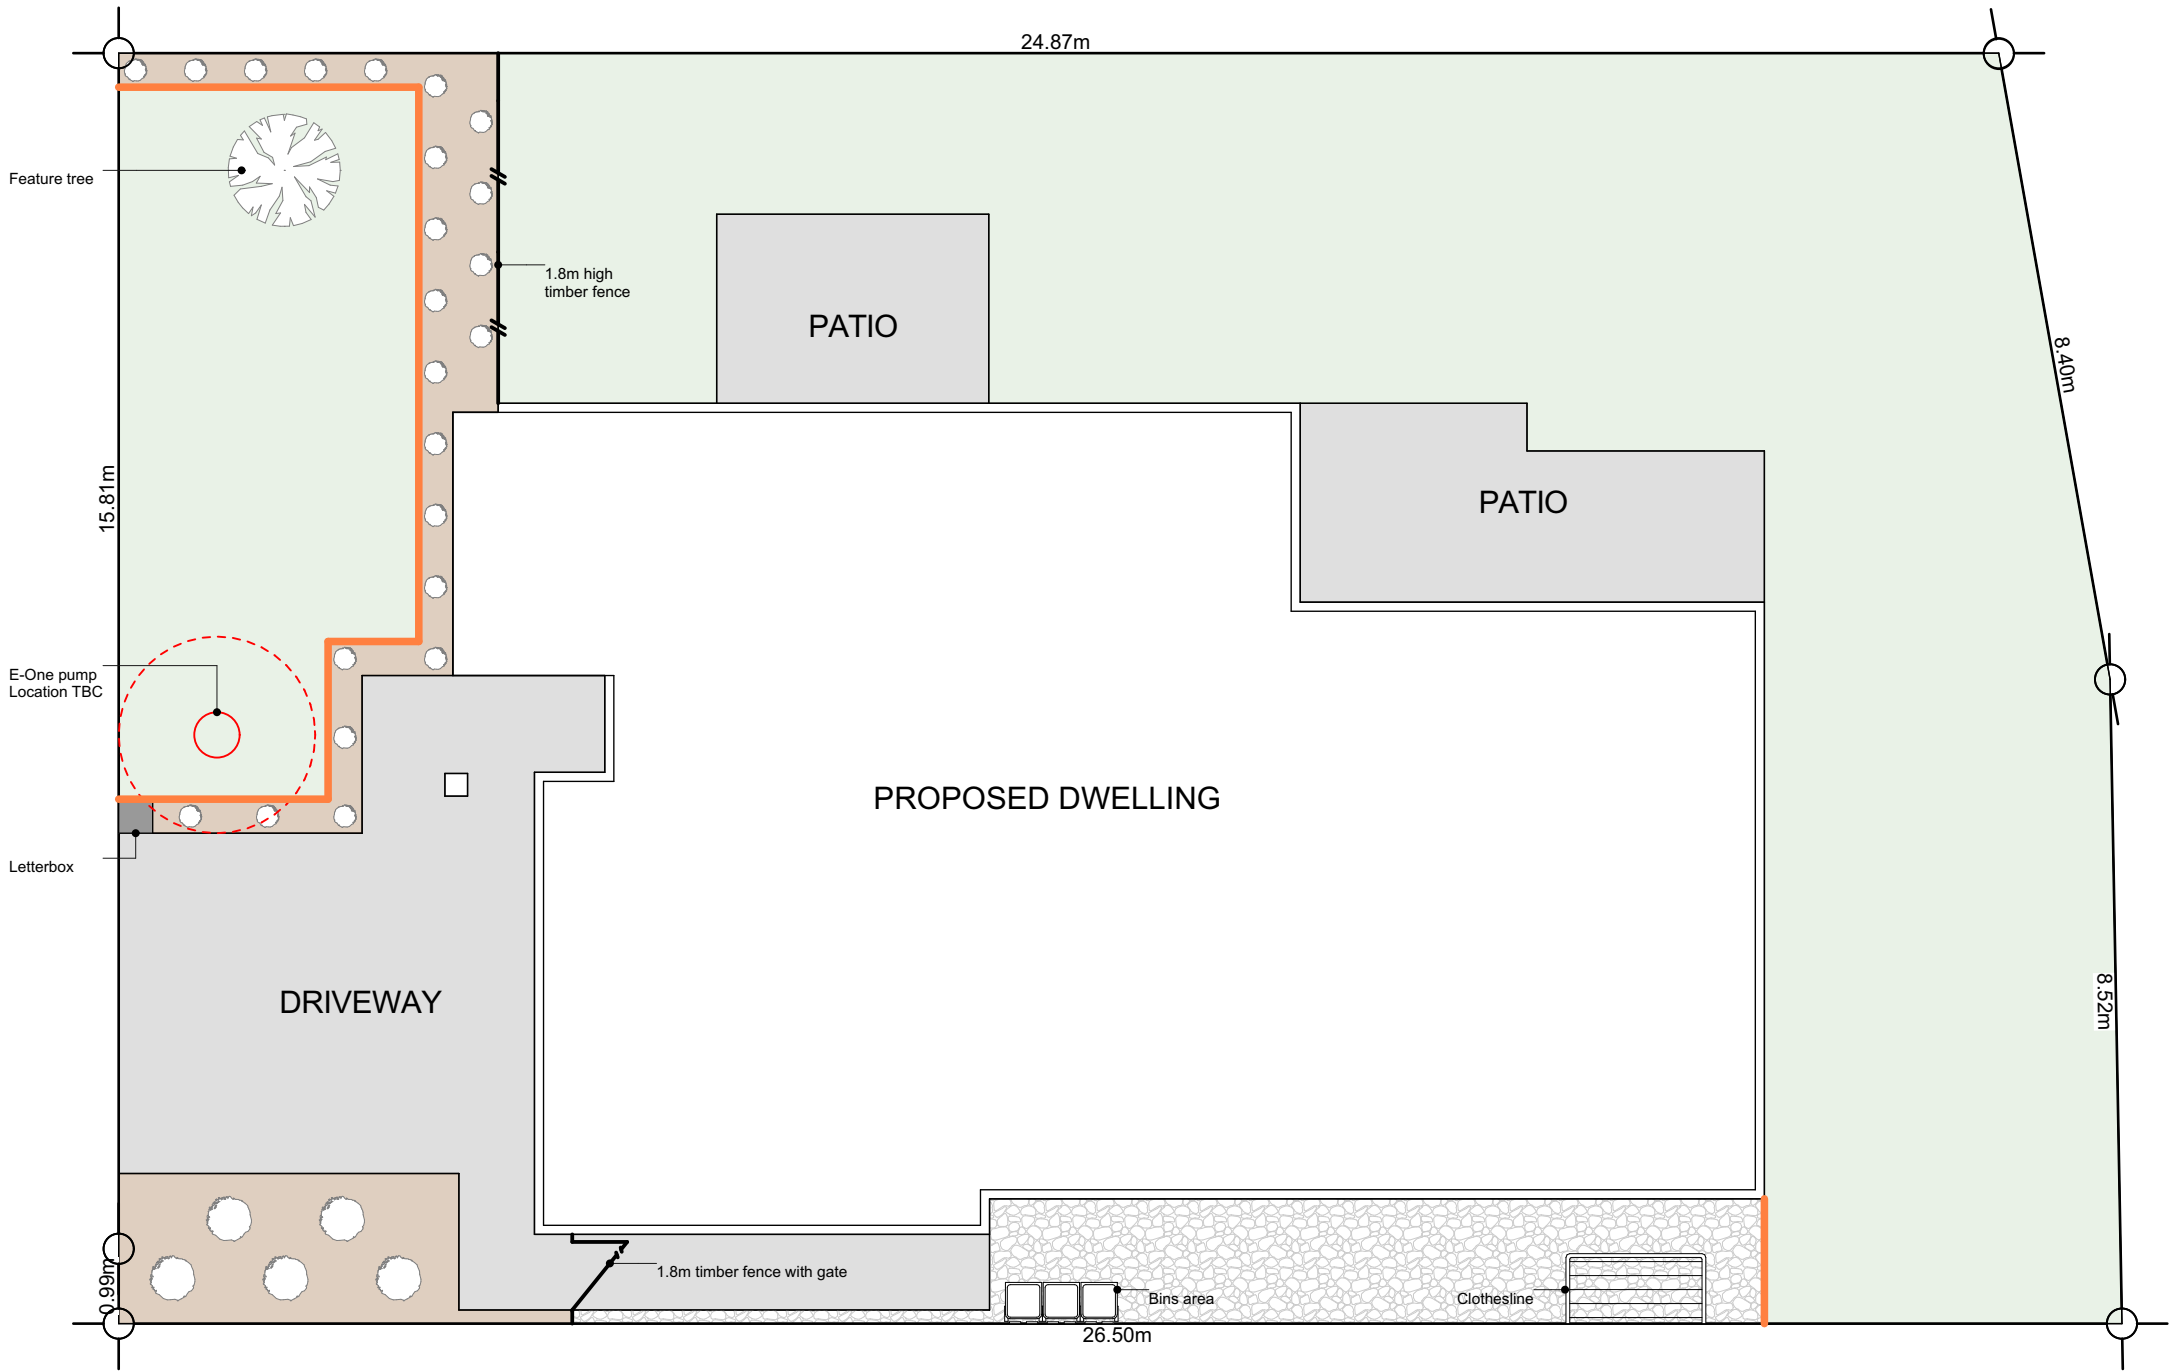 24.87m
Feature tree
1.8m high
timber fence
PATIO
8.40m
15.81m
PATIO
E-One pump
Location TBC
PROPOSED DWELLING
Letterbox
DRIVEWAY
8.52m
0.99m
1.8m timber fence with gate
Bins area
Clothesline
26.50m